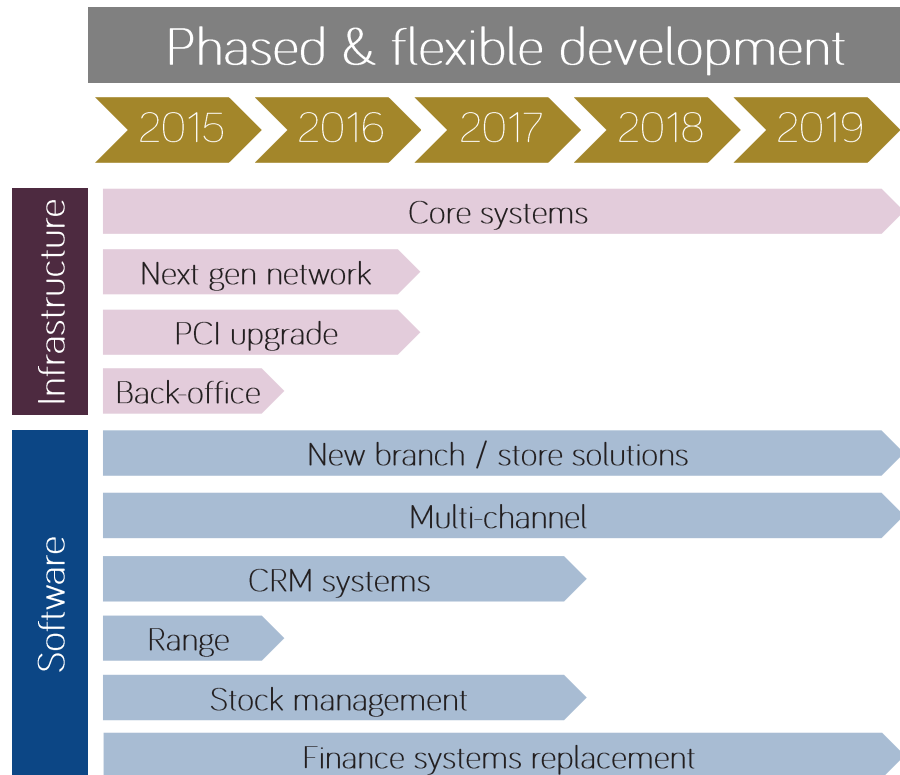 Phased & flexible development
2015 2016 2017 2018 2019
Infrastructure
Core systems
Next gen network
PCI upgrade
Back-office
Software
New branch / store solutions
Multi-channel
CRM systems
Range
Stock management
Finance systems replacement